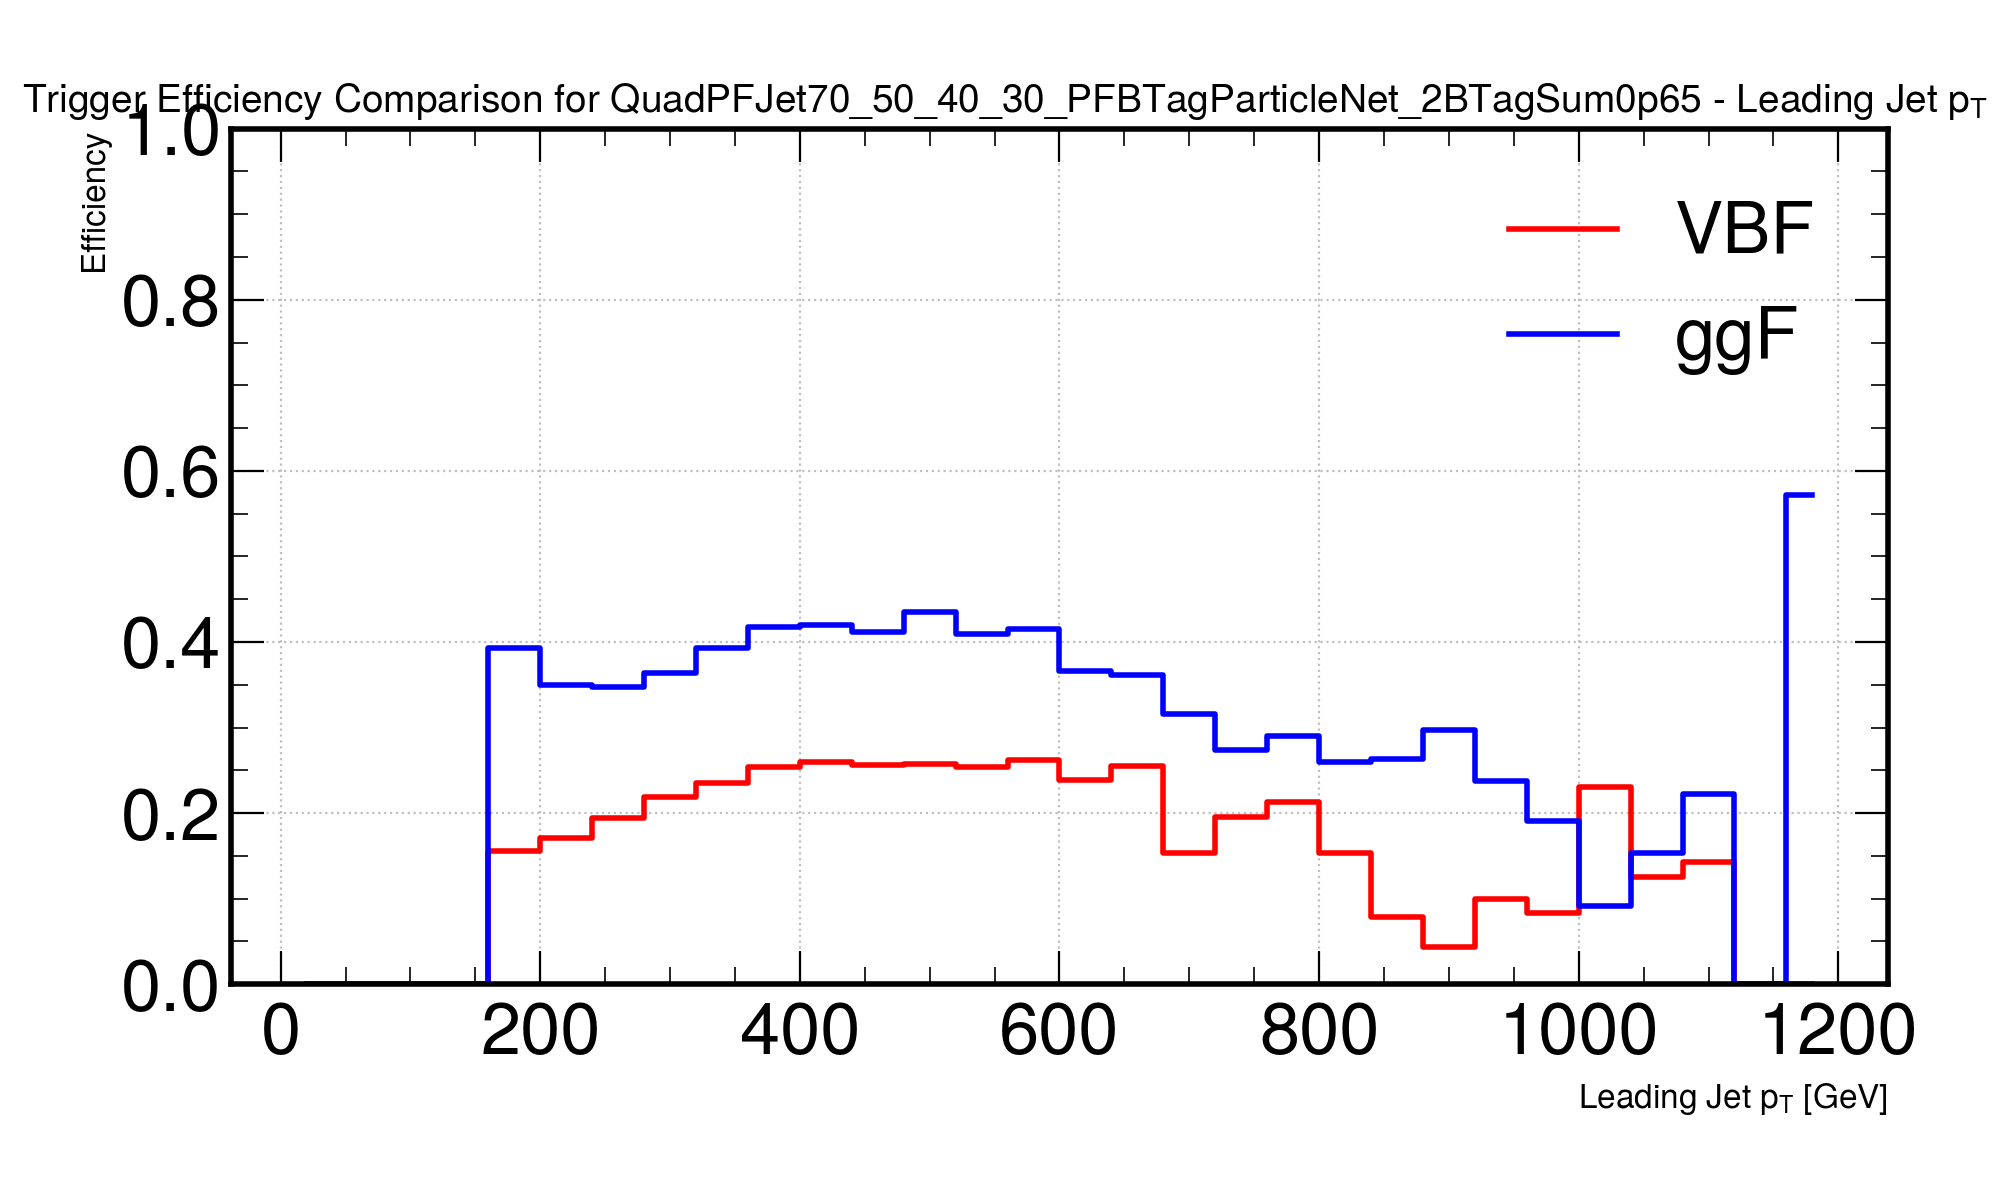 Trigger Efficiency Comparison for QuadPFJet70_50_40_30_PFBTagParticleNet_2BTagSum0p65 - Leading Jet pT
Efficiency
1.0
0.8
0.6
0.4
0.2
0.0
VBF
ggF
0 200 400 600 800 1000 1200
Leading Jet pT [GeV]